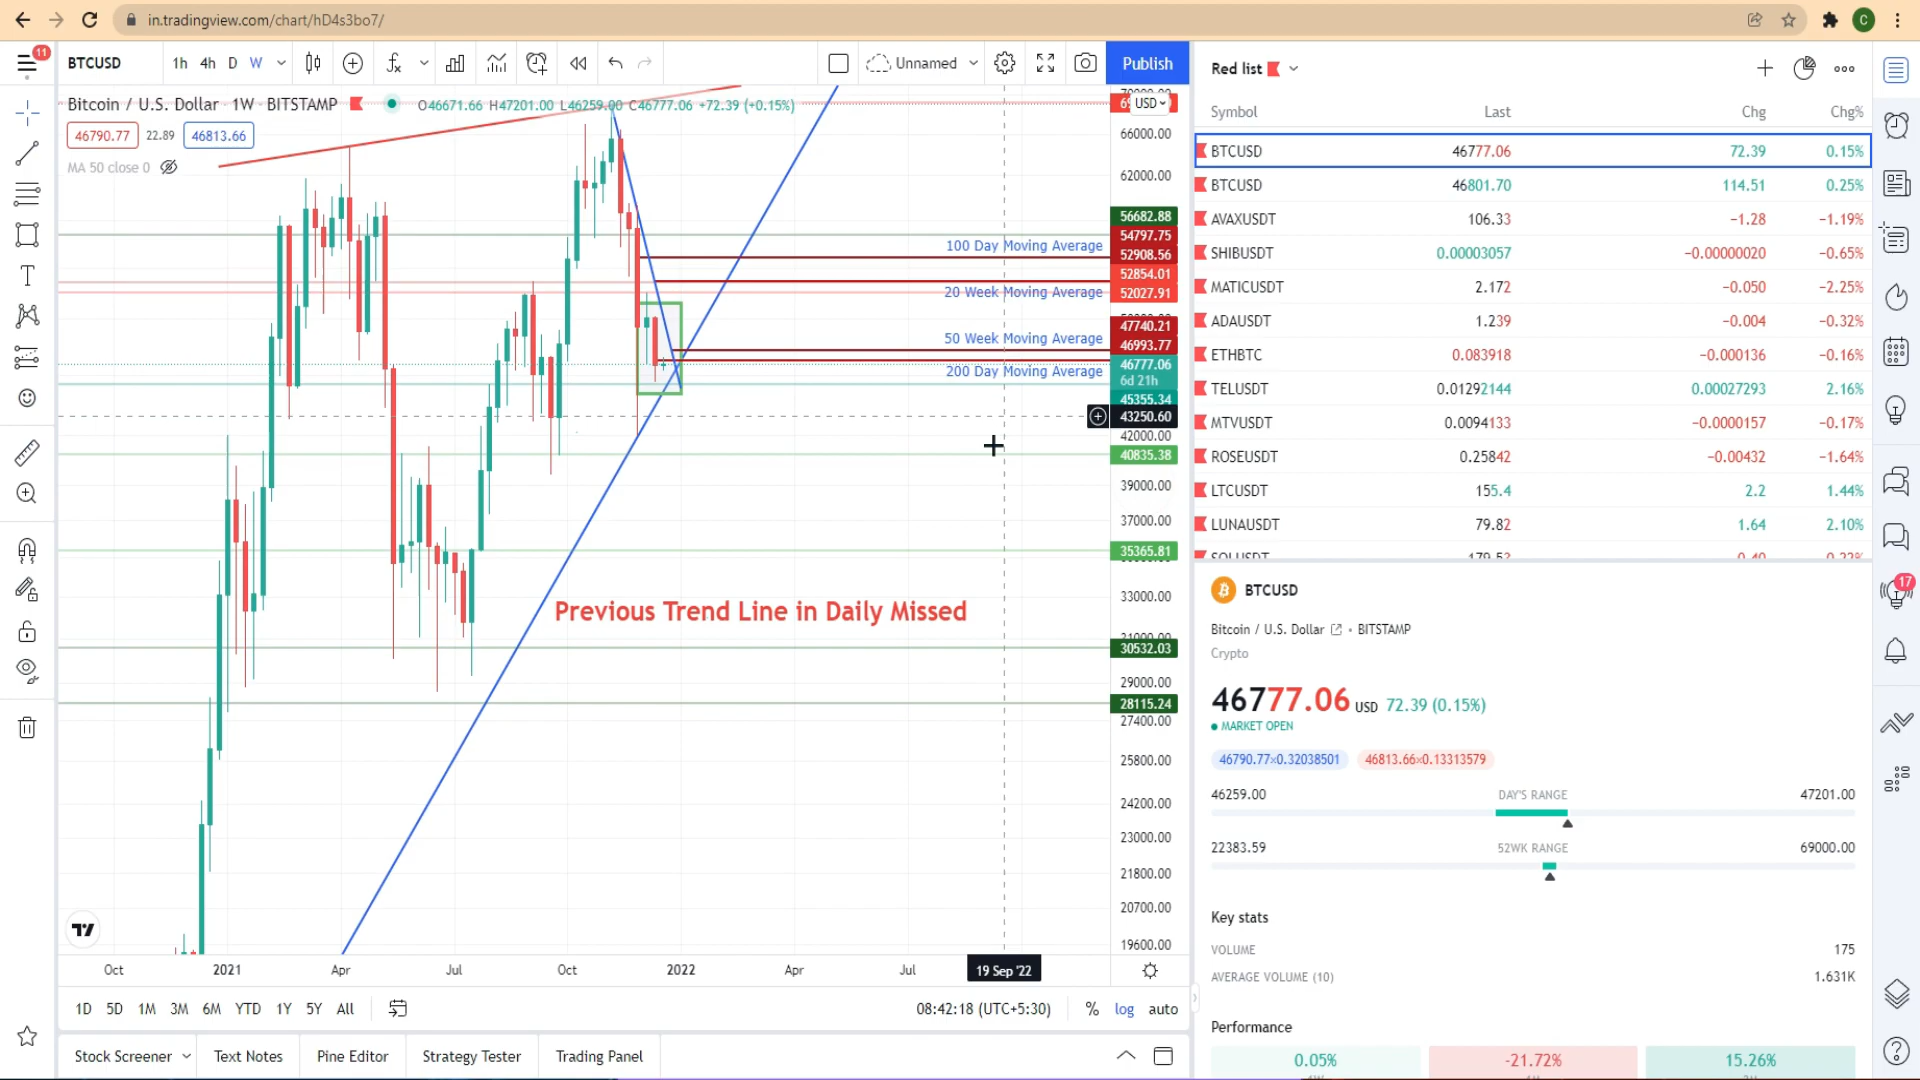 in.tradingview.com/chart/hD4s3bo7/
C
11
BTCUSD 1h 4h D W Unnamed Publish
Bitcoin / U.S. Dollar · 1W · BITSTAMP O46671.66 H47201.00 L46259.00 C46777.06 +72.39 (+0.15%)
46790.77 22.89 46813.66
MA 50 close 0
USD
66000.00
62000.00
56682.88
54797.75
100 Day Moving Average
52908.56
52854.01
20 Week Moving Average 52027.91
47740.21
50 Week Moving Average 46993.77
46777.06
200 Day Moving Average 6d 21h
45355.34
43250.60
42000.00
40835.38
39000.00
37000.00
35365.81
33000.00
Previous Trend Line in Daily Missed
31000.00
30532.03
29000.00
28115.24
27400.00
25800.00
24200.00
23000.00
21800.00
20700.00
19600.00
Oct 2021 Apr Jul Oct 2022 Apr Jul 19 Sep '22
1D 5D 1M 3M 6M YTD 1Y 5Y All 08:42:18 (UTC+5:30) % log auto
Stock Screener Text Notes Pine Editor Strategy Tester Trading Panel
Red list
Symbol Last Chg Chg%
BTCUSD 46777.06 72.39 0.15%
BTCUSD 46801.70 114.51 0.25%
AVAXUSDT 106.33 −1.28 −1.19%
SHIBUSDT 0.00003057 −0.00000020 −0.65%
MATICUSDT 2.172 −0.050 −2.25%
ADAUSDT 1.239 −0.004 −0.32%
ETHBTC 0.083918 −0.000136 −0.16%
TELUSDT 0.01292144 0.00027293 2.16%
MTVUSDT 0.0094133 −0.0000157 −0.17%
ROSEUSDT 0.25842 −0.00432 −1.64%
LTCUSDT 155.4 2.2 1.44%
LUNAUSDT 79.82 1.64 2.10%
SOLUSDT
BTCUSD
Bitcoin / U.S. Dollar • BITSTAMP
Crypto
46777.06 USD 72.39 (0.15%)
MARKET OPEN
46790.77×0.32038501 46813.66×0.13313579
46259.00 DAY'S RANGE 47201.00
22383.59 52WK RANGE 69000.00
Key stats
VOLUME 175
AVERAGE VOLUME (10) 1.631K
Performance
0.05% -21.72% 15.26%
17